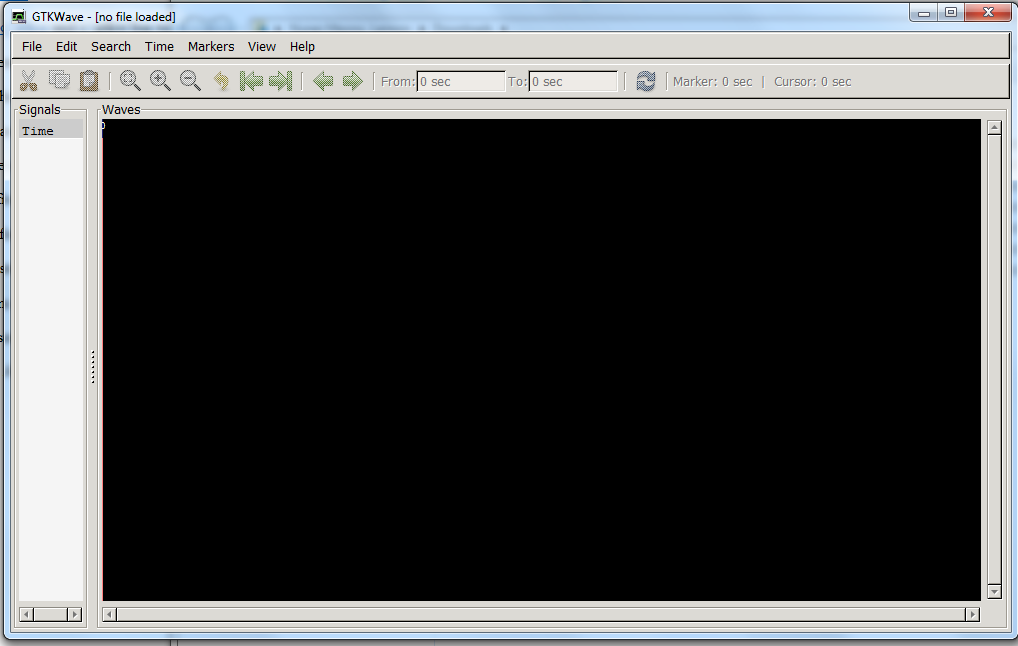 GTKWave - [no file loaded]
File Edit Search Time Markers View Help
From: 0 sec To: 0 sec Marker: 0 sec | Cursor: 0 sec
Signals Waves
Time 0